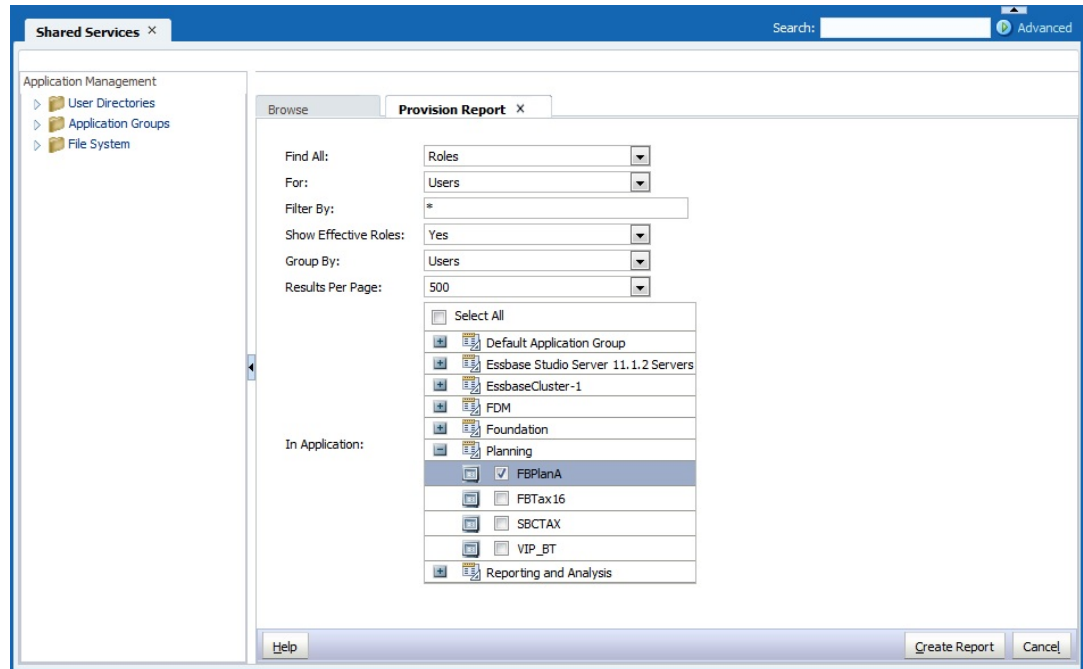 Shared Services ×
Search:
Advanced
Application Management
User Directories
Application Groups
File System
Browse
Provision Report ×
Find All: Roles
For: Users
Filter By: *
Show Effective Roles: Yes
Group By: Users
Results Per Page: 500
Select All
Default Application Group
Essbase Studio Server 11.1.2 Servers
EssbaseCluster-1
FDM
Foundation
In Application:
Planning
FBPlanA
FBTax16
SBCTAX
VIP_BT
Reporting and Analysis
Help
Create Report
Cancel